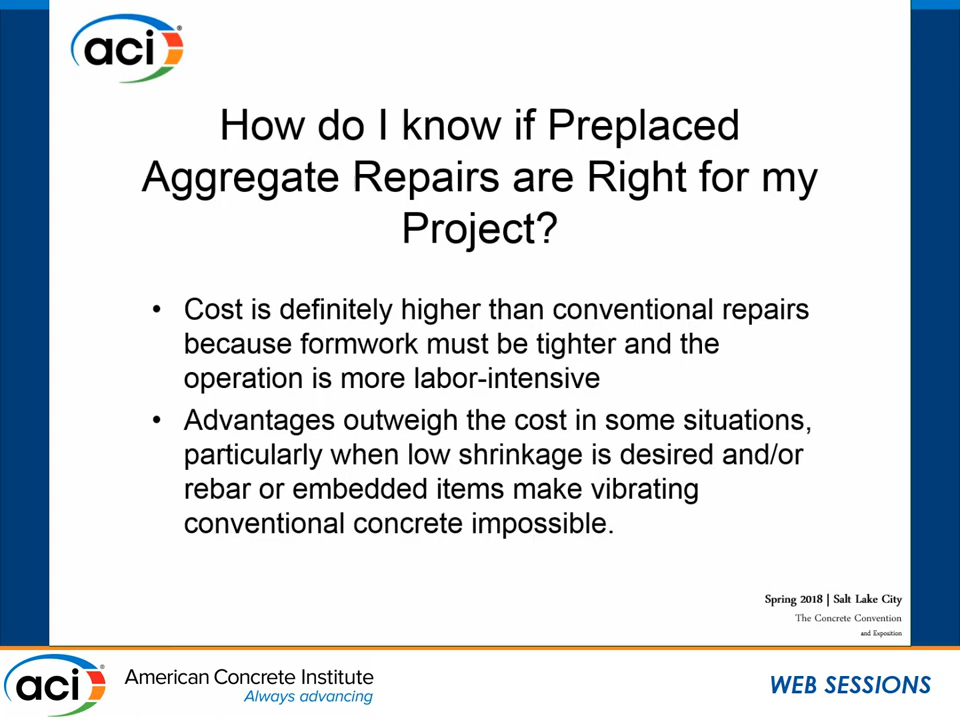 aci®
How do I know if Preplaced
Aggregate Repairs are Right for my
Project?
• Cost is definitely higher than conventional repairs
because formwork must be tighter and the
operation is more labor-intensive
• Advantages outweigh the cost in some situations,
particularly when low shrinkage is desired and/or
rebar or embedded items make vibrating
conventional concrete impossible.
Spring 2018 | Salt Lake City
The Concrete Convention
and Exposition
aci®
American Concrete Institute
Always advancing
WEB SESSIONS